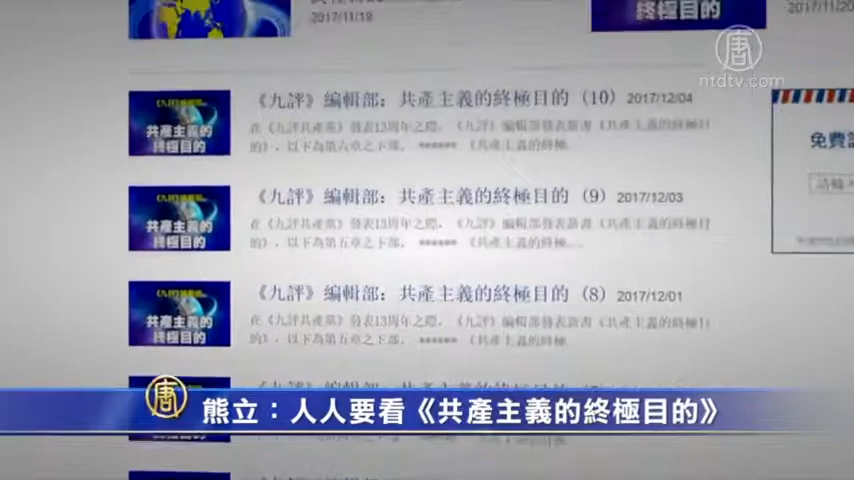 2017/11/19
終極目的
唐
ntdtv.com
《九評》編輯部：共產主義的終極目的（10）2017/12/04
在《九評共產黨》發表13周年之際，《九評》編輯部發表新書《共產主義的終極目
的》，以下為第六章之下部。 ****** 《共產主義的終極
共產主義的
終極目的
免費
《九評》編輯部：共產主義的終極目的（9）2017/12/03
在《九評共產黨》發表13周年之際，《九評》編輯部發表新書《共產主義的終極目
的》，以下為第五章之下部。 ****** 《共產主義的終極...
共產主義的
終極目的
《九評》編輯部：共產主義的終極目的（8）2017/12/01
在《九評共產黨》發表13周年之際，《九評》編輯部發表新書《共產主義的終極目
的》，以下為第五章之下部。 ****** 《共產主義的終極
共產主義的
終極目的
唐
熊立：人人要看《共產主義的終極目的》